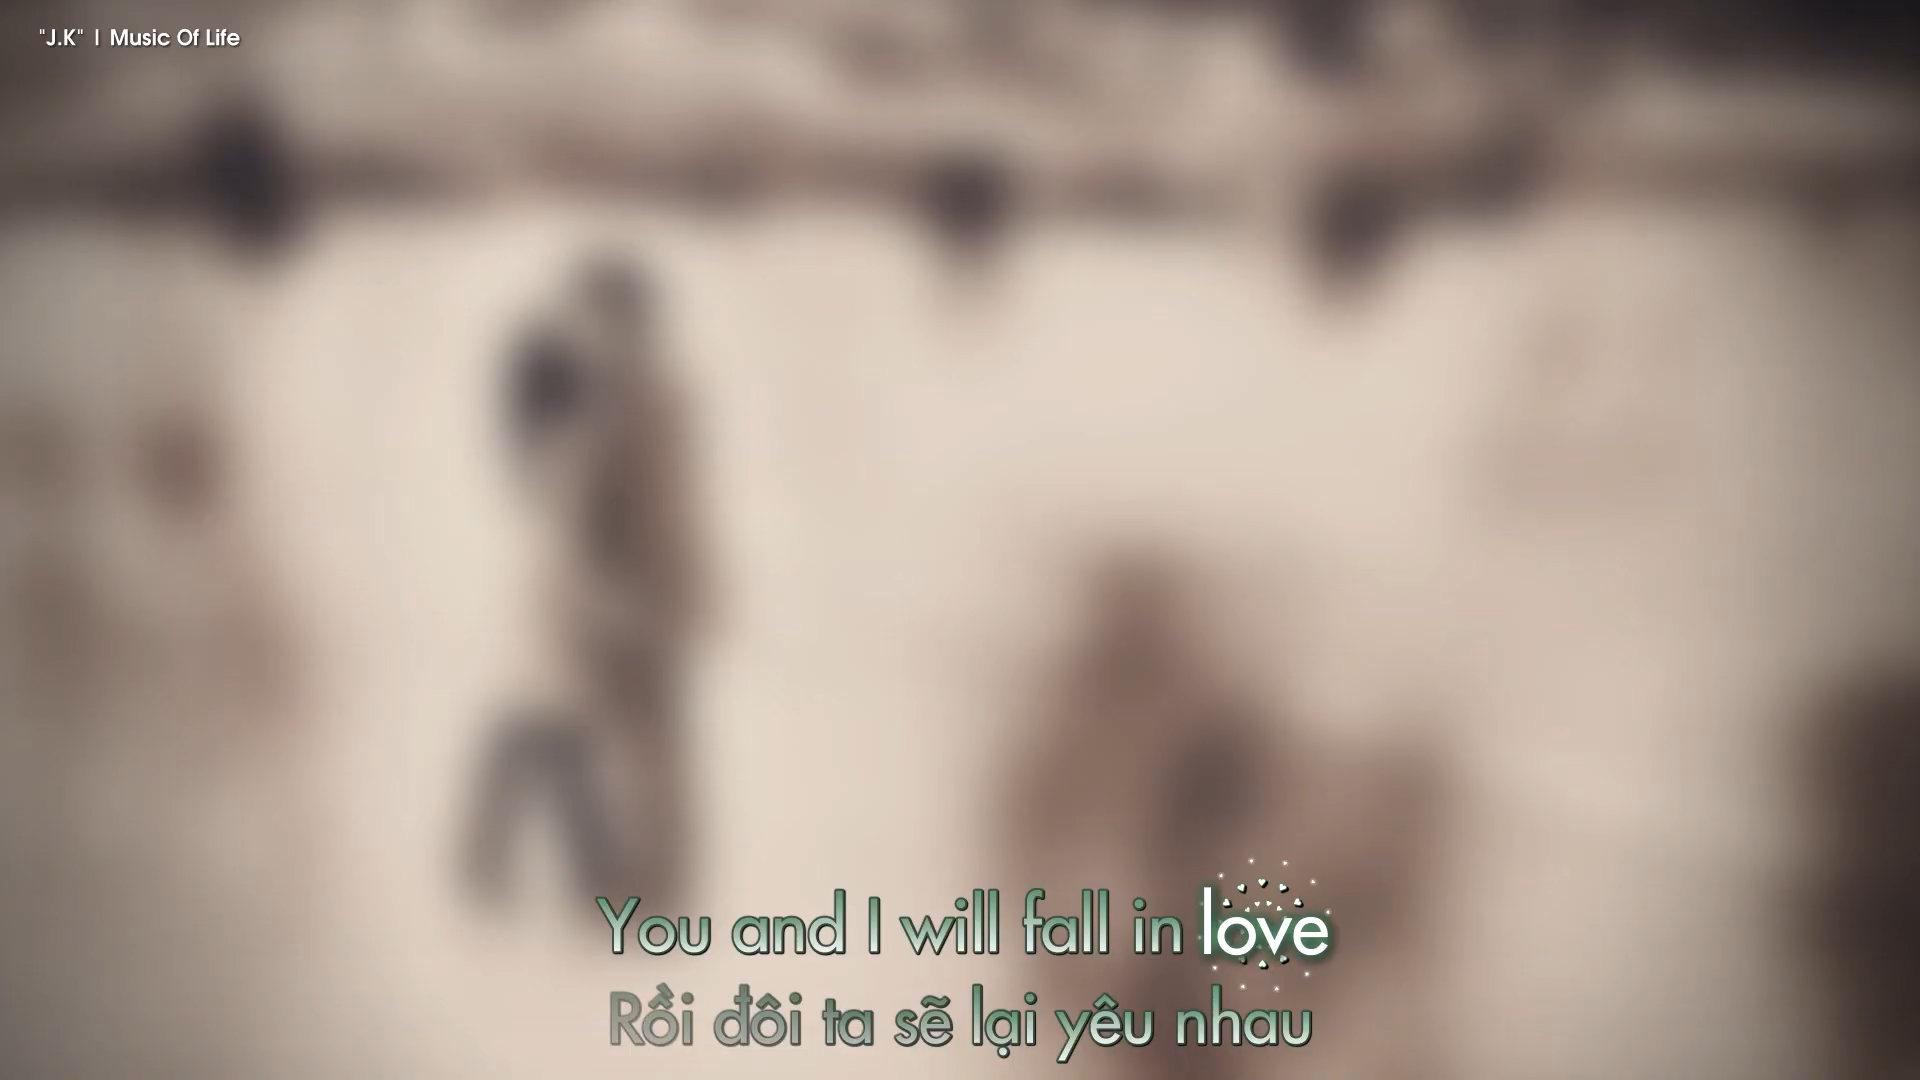 "J.K" | Music Of Life
You and I will fall in love
Rồi đôi ta sẽ lại yêu nhau